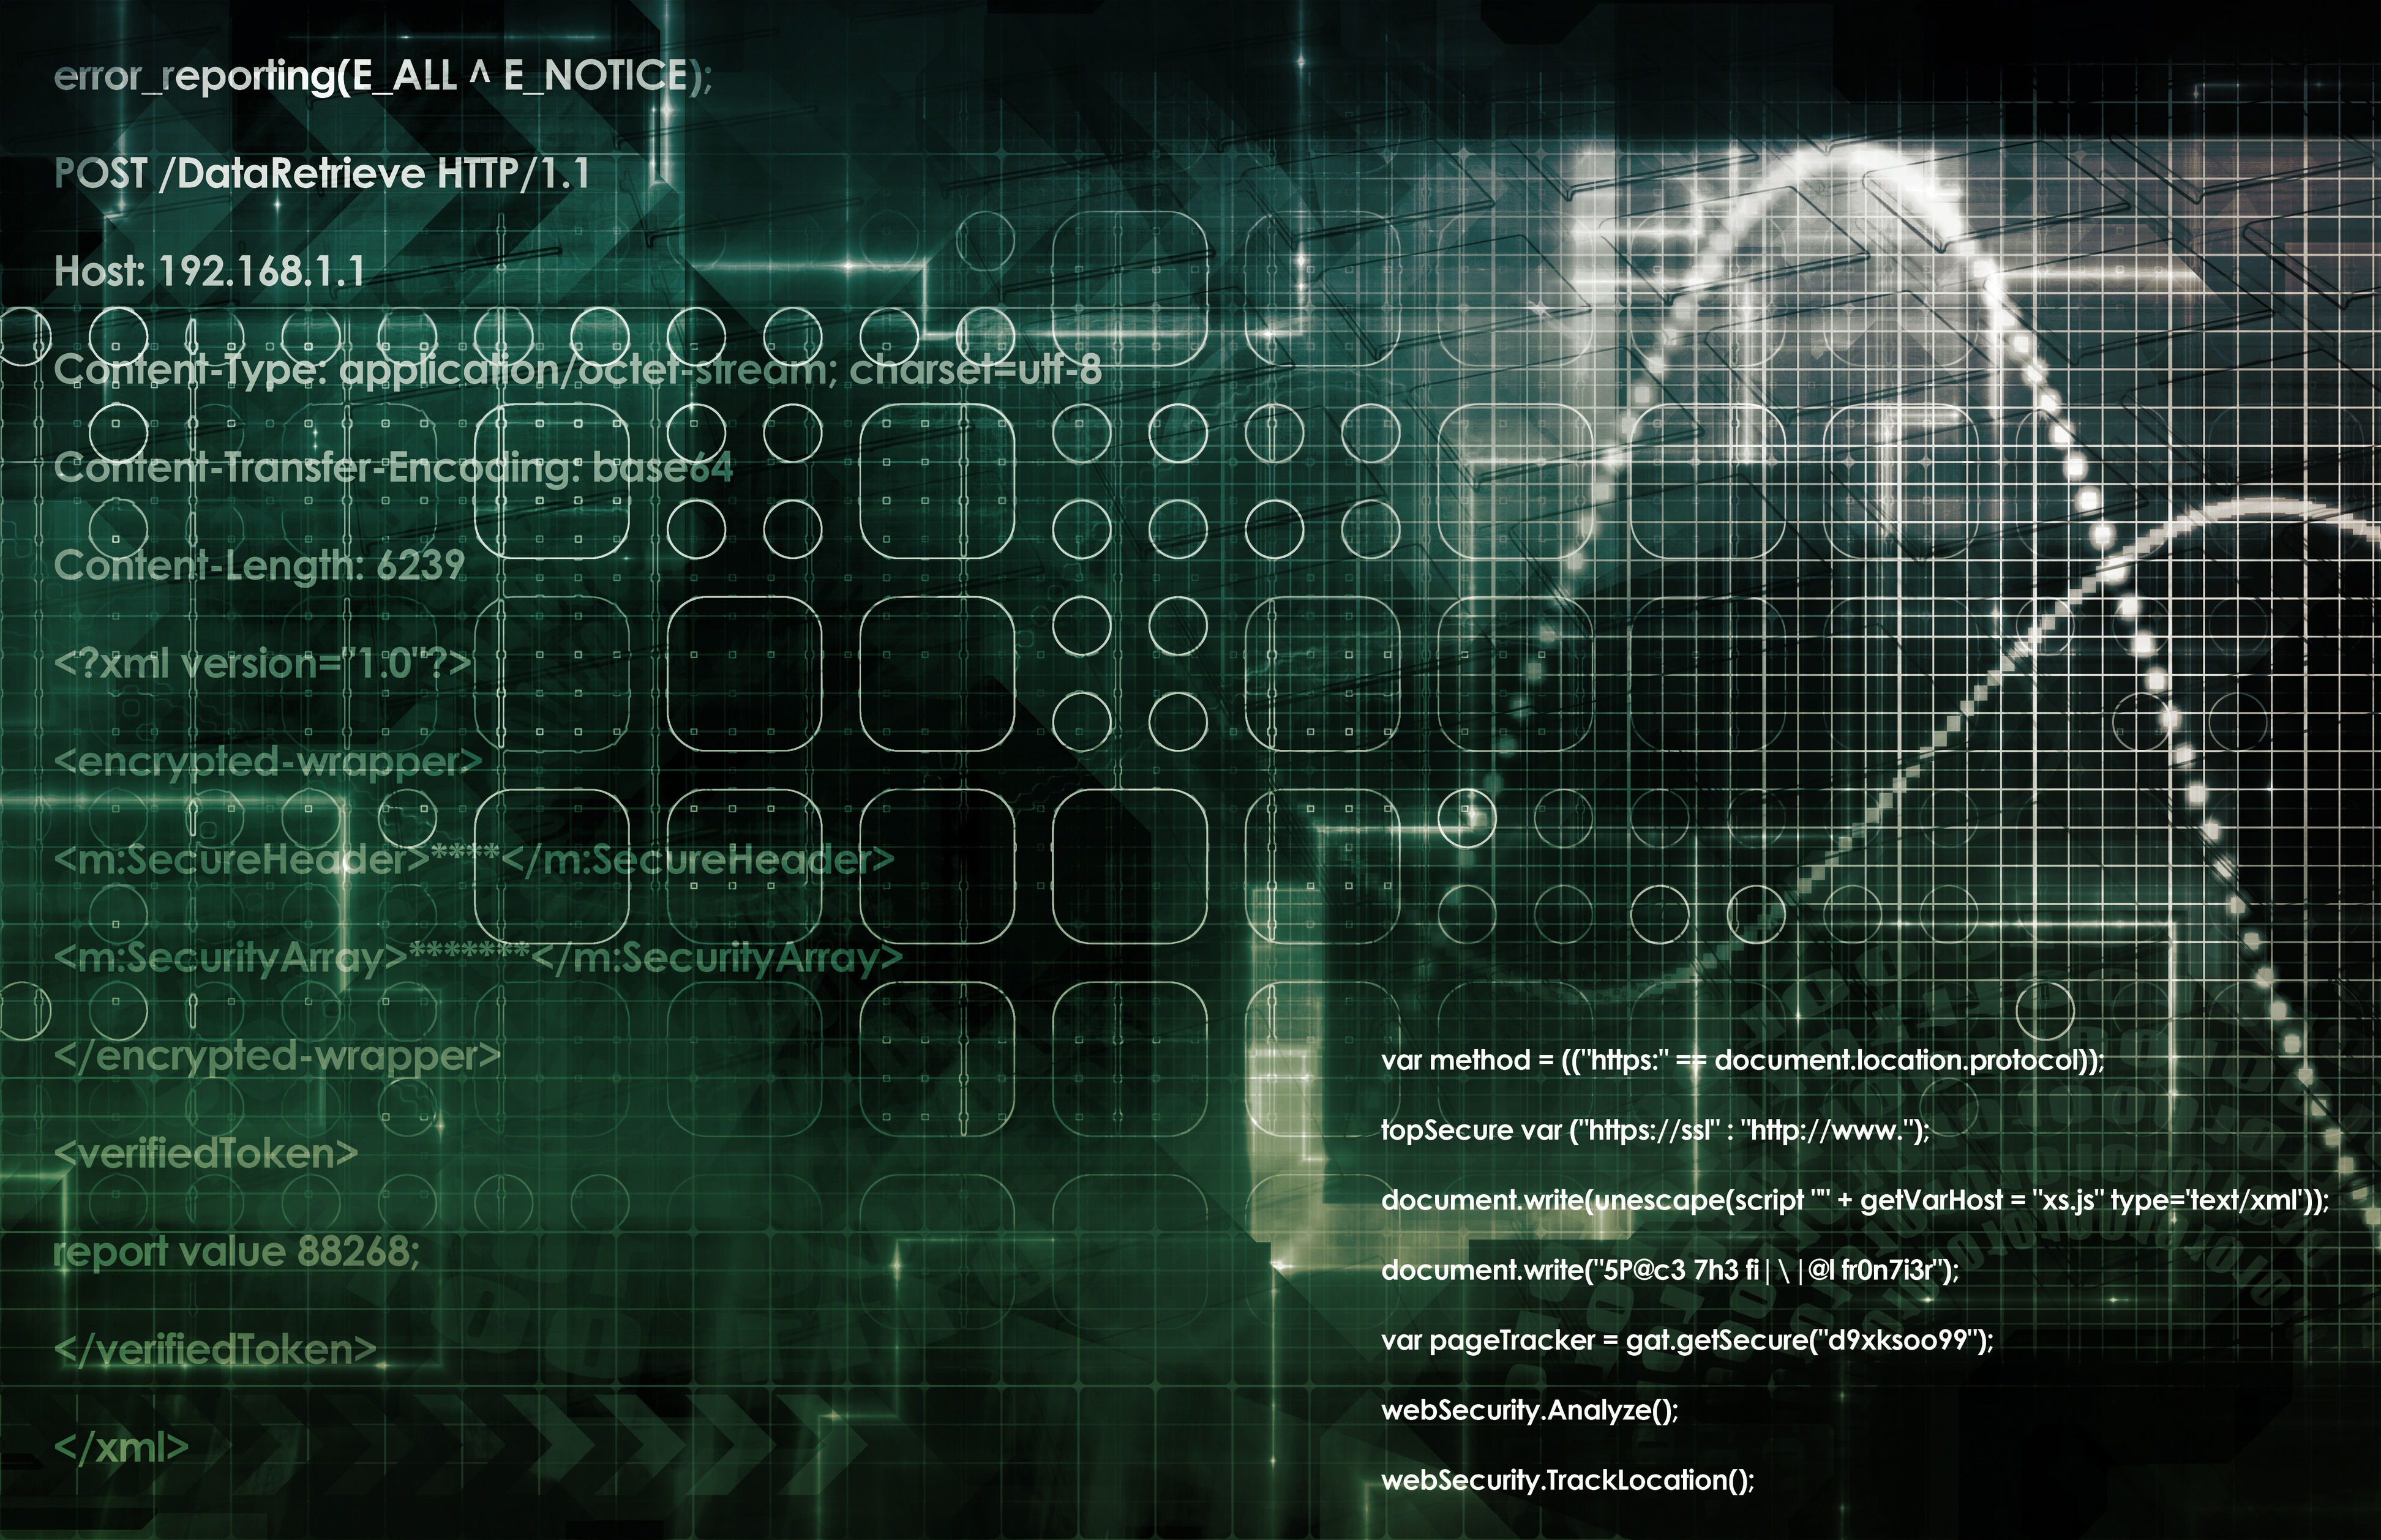 error_reporting(E_ALL ^ E_NOTICE);
POST /DataRetrieve HTTP/1.1
Host: 192.168.1.1
Content-Type: application/octet-stream; charset=utf-8
Content-Transfer-Encoding: base64
Content-Length: 6239
<?xml version="1.0"?>
<encrypted-wrapper>
<m:SecureHeader>****</m:SecureHeader>
<m:SecurityArray>*******</m:SecurityArray>
</encrypted-wrapper>
<verifiedToken>
report value 88268;
</verifiedToken>
</xml>
var method = (("https:" == document.location.protocol));
topSecure var ("https://ssl" : "http://www.");
document.write(unescape(script "" + getVarHost = "xs.js" type='text/xml'));
document.write("5P@c3 7h3 fi|\|@l fr0n7i3r");
var pageTracker = gat.getSecure("d9xksoo99");
webSecurity.Analyze();
webSecurity.TrackLocation();